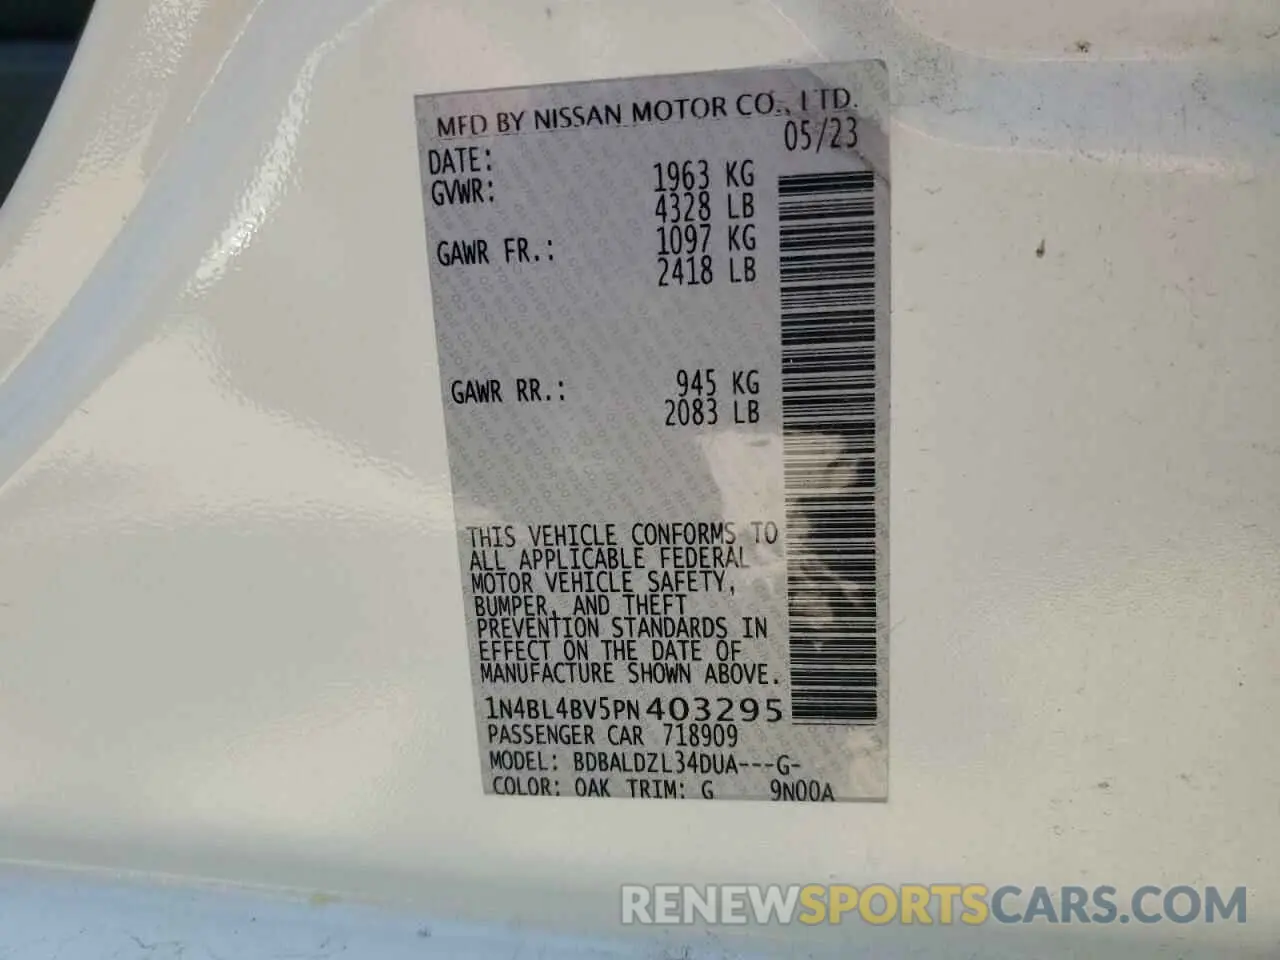 MFD BY NISSAN MOTOR CO., LTD.
DATE: 05/23
GVWR: 1963 KG
4328 LB
GAWR FR.: 1097 KG
2418 LB
GAWR RR.: 945 KG
2083 LB
THIS VEHICLE CONFORMS TO
ALL APPLICABLE FEDERAL
MOTOR VEHICLE SAFETY,
BUMPER, AND THEFT
PREVENTION STANDARDS IN
EFFECT ON THE DATE OF
MANUFACTURE SHOWN ABOVE.
1N4BL4BV5PN403295
PASSENGER CAR 718909
MODEL: BDBALDZL34DUA---G-
COLOR: QAK TRIM: G 9N00A
RENEWSPORTSCARS.COM